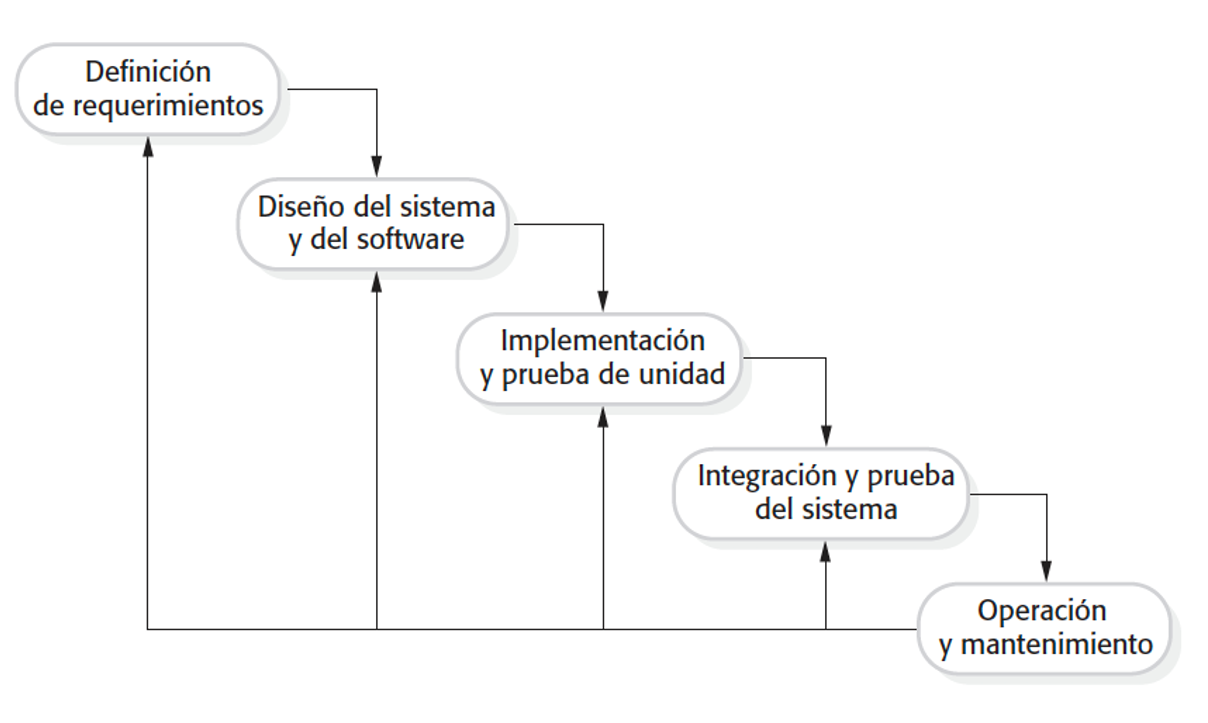 Definición
de requerimientos
Diseño del sistema
y del software
Implementación
y prueba de unidad
Integración y prueba
del sistema
Operación
y mantenimiento